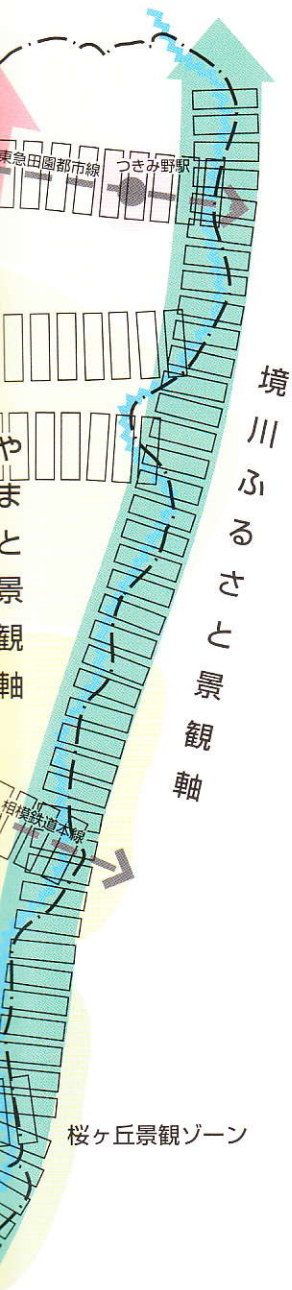 東急田園都市線
つきみ野駅
境川ふるさと景観軸
やまと景観軸
相模鉄道本線
桜ヶ丘景観ゾーン